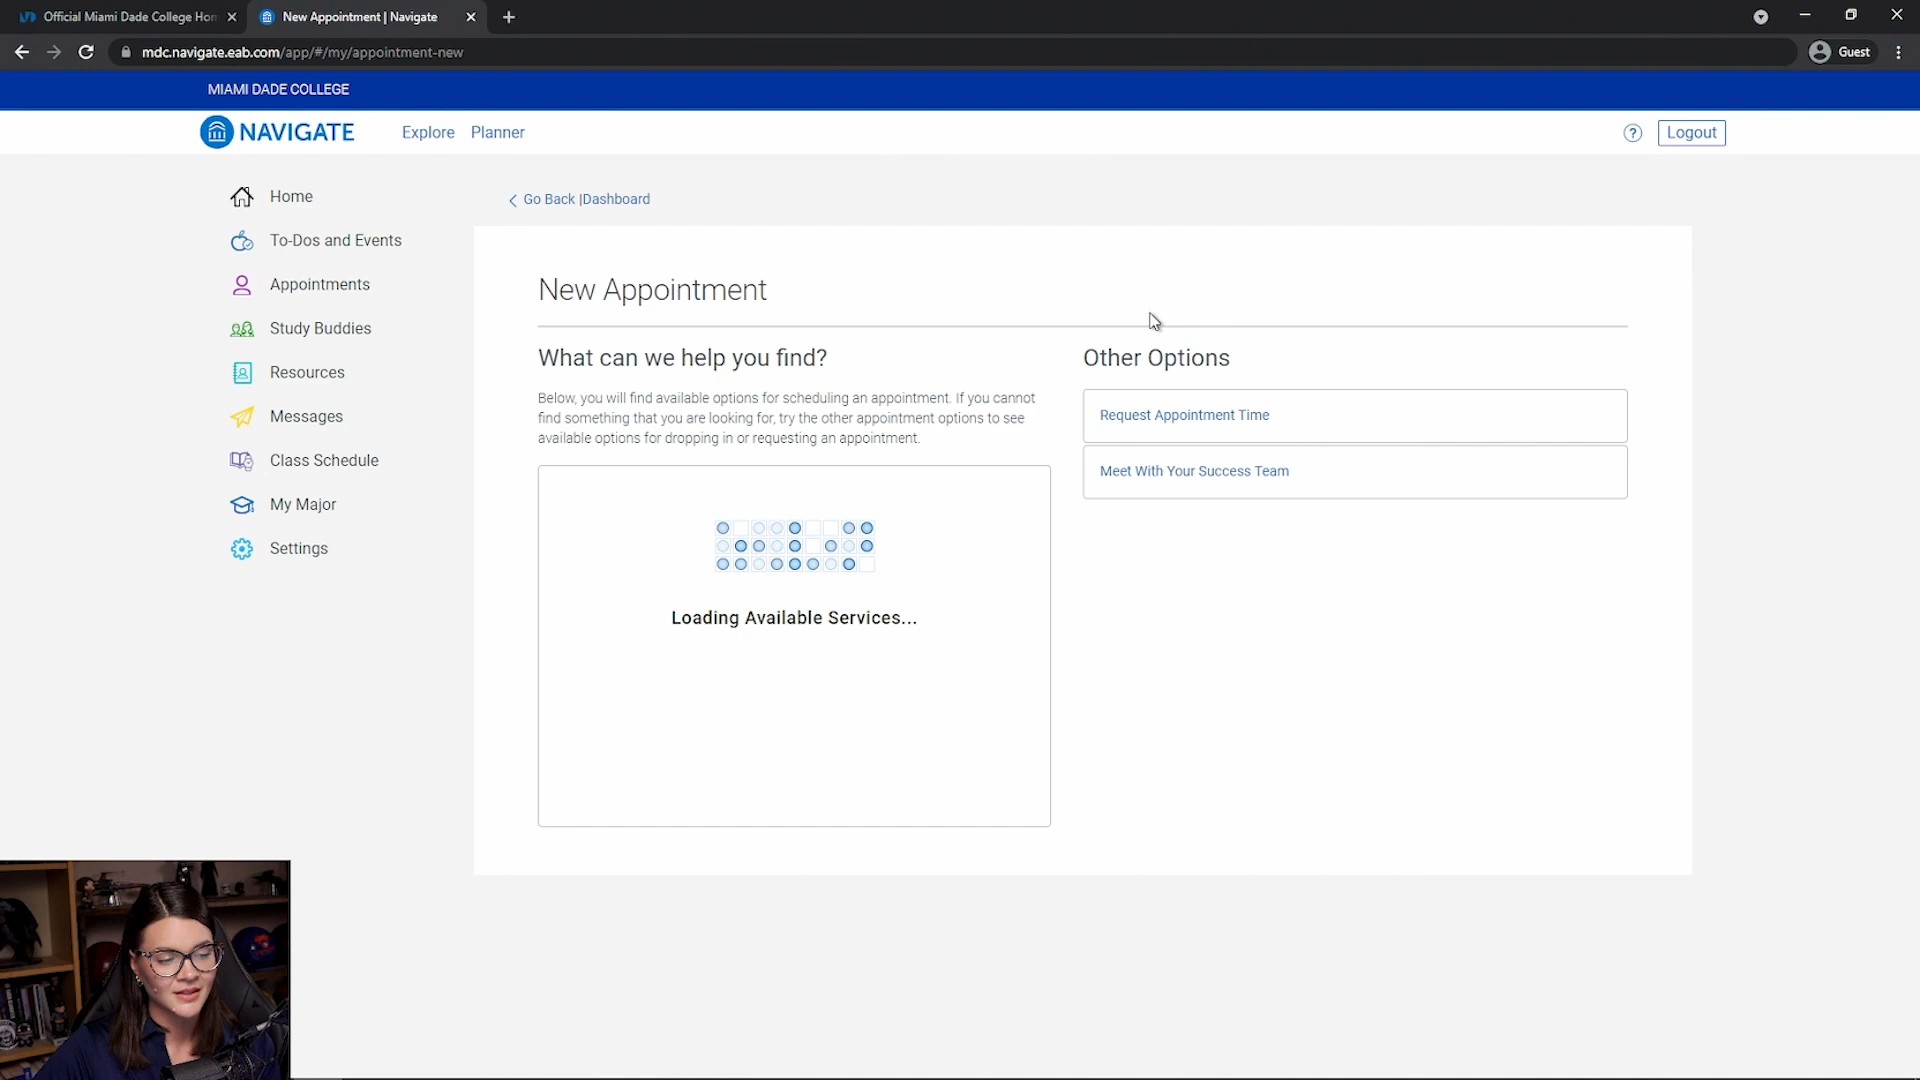 Official Miami Dade College Hom
New Appointment | Navigate
mdc.navigate.eab.com/app/#/my/appointment-new
Guest
MIAMI DADE COLLEGE
NAVIGATE
Explore
Planner
?
Logout
Home
To-Dos and Events
Appointments
Study Buddies
Resources
Messages
Class Schedule
My Major
Settings
Go Back |Dashboard
New Appointment
What can we help you find?
Below, you will find available options for scheduling an appointment. If you cannot
find something that you are looking for, try the other appointment options to see
available options for dropping in or requesting an appointment.
Loading Available Services...
Other Options
Request Appointment Time
Meet With Your Success Team